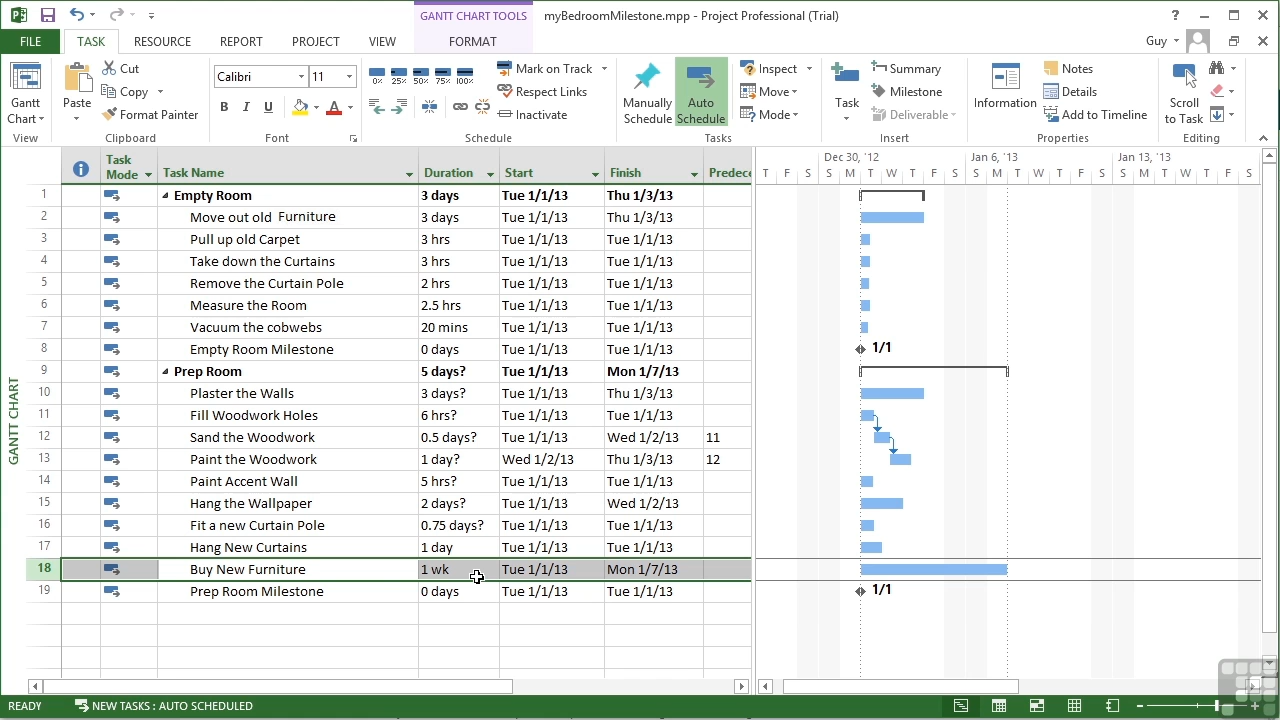 GANTT CHART TOOLS
myBedroomMilestone.mpp - Project Professional (Trial)
?
FILE
TASK
RESOURCE
REPORT
PROJECT
VIEW
FORMAT
Guy
Gantt Chart
View
Paste
Cut
Copy
Format Painter
Clipboard
Calibri
11
B I U
A
Font
0% 25% 50% 75% 100%
Mark on Track
Respect Links
Inactivate
Schedule
Manually Schedule
Auto Schedule
Inspect
Move
Mode
Tasks
Task
Summary
Milestone
Deliverable
Insert
Information
Notes
Details
Add to Timeline
Properties
Scroll to Task
Editing
GANTT CHART
Task Mode
Task Name
Duration
Start
Finish
Predece
Dec 30, '12
Jan 6, '13
Jan 13, '13
T F S S M T W T F S S M T W T F S S M T W T F S
1 Empty Room 3 days Tue 1/1/13 Thu 1/3/13
2 Move out old Furniture 3 days Tue 1/1/13 Thu 1/3/13
3 Pull up old Carpet 3 hrs Tue 1/1/13 Tue 1/1/13
4 Take down the Curtains 3 hrs Tue 1/1/13 Tue 1/1/13
5 Remove the Curtain Pole 2 hrs Tue 1/1/13 Tue 1/1/13
6 Measure the Room 2.5 hrs Tue 1/1/13 Tue 1/1/13
7 Vacuum the cobwebs 20 mins Tue 1/1/13 Tue 1/1/13
8 Empty Room Milestone 0 days Tue 1/1/13 Tue 1/1/13 1/1
9 Prep Room 5 days? Tue 1/1/13 Mon 1/7/13
10 Plaster the Walls 3 days? Tue 1/1/13 Thu 1/3/13
11 Fill Woodwork Holes 6 hrs? Tue 1/1/13 Tue 1/1/13
12 Sand the Woodwork 0.5 days? Tue 1/1/13 Wed 1/2/13 11
13 Paint the Woodwork 1 day? Wed 1/2/13 Thu 1/3/13 12
14 Paint Accent Wall 5 hrs? Tue 1/1/13 Tue 1/1/13
15 Hang the Wallpaper 2 days? Tue 1/1/13 Wed 1/2/13
16 Fit a new Curtain Pole 0.75 days? Tue 1/1/13 Tue 1/1/13
17 Hang New Curtains 1 day Tue 1/1/13 Tue 1/1/13
18 Buy New Furniture 1 wk Tue 1/1/13 Mon 1/7/13
19 Prep Room Milestone 0 days Tue 1/1/13 Tue 1/1/13 1/1
READY
NEW TASKS : AUTO SCHEDULED